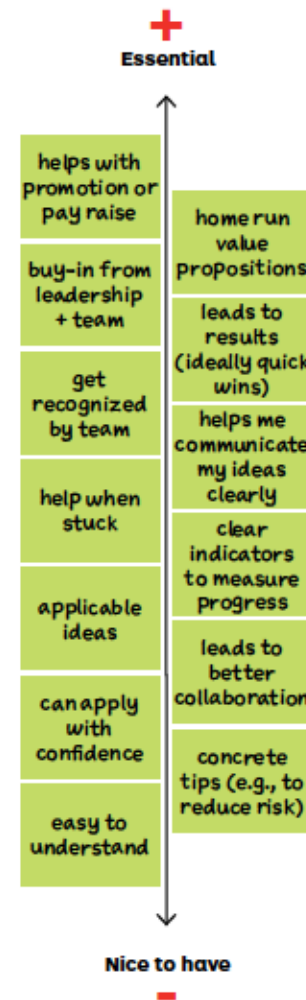 +
Essential
helps with
promotion or
pay raise
home run
value
propositions
buy-in from
leadership
+ team
leads to
results
(ideally quick
wins)
get
recognized
by team
helps me
communicate
my ideas
clearly
help when
stuck
clear
indicators
to measure
progress
applicable
ideas
leads to
better
collaboration
can apply
with
confidence
concrete
tips (e.g., to
reduce risk)
easy to
understand
Nice to have
-